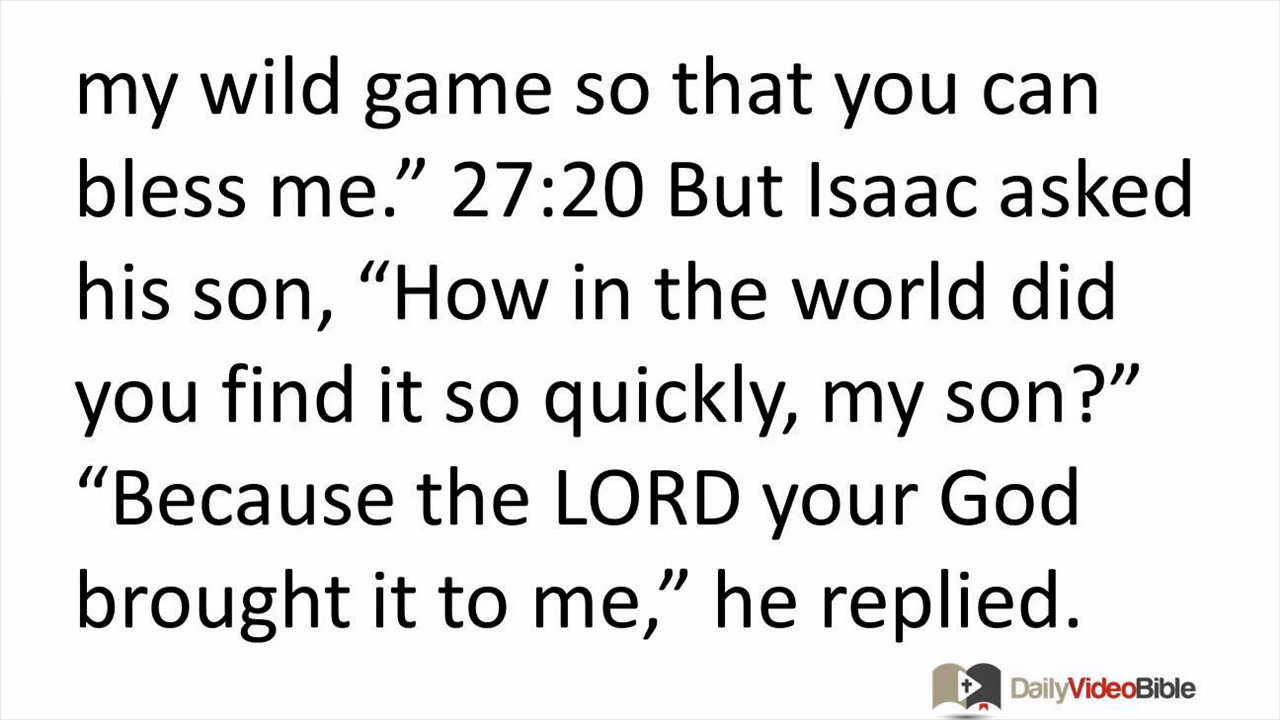 my wild game so that you can
bless me.” 27:20 But Isaac asked
his son, “How in the world did
you find it so quickly, my son?”
“Because the LORD your God
brought it to me,” he replied.
DailyVideoBible